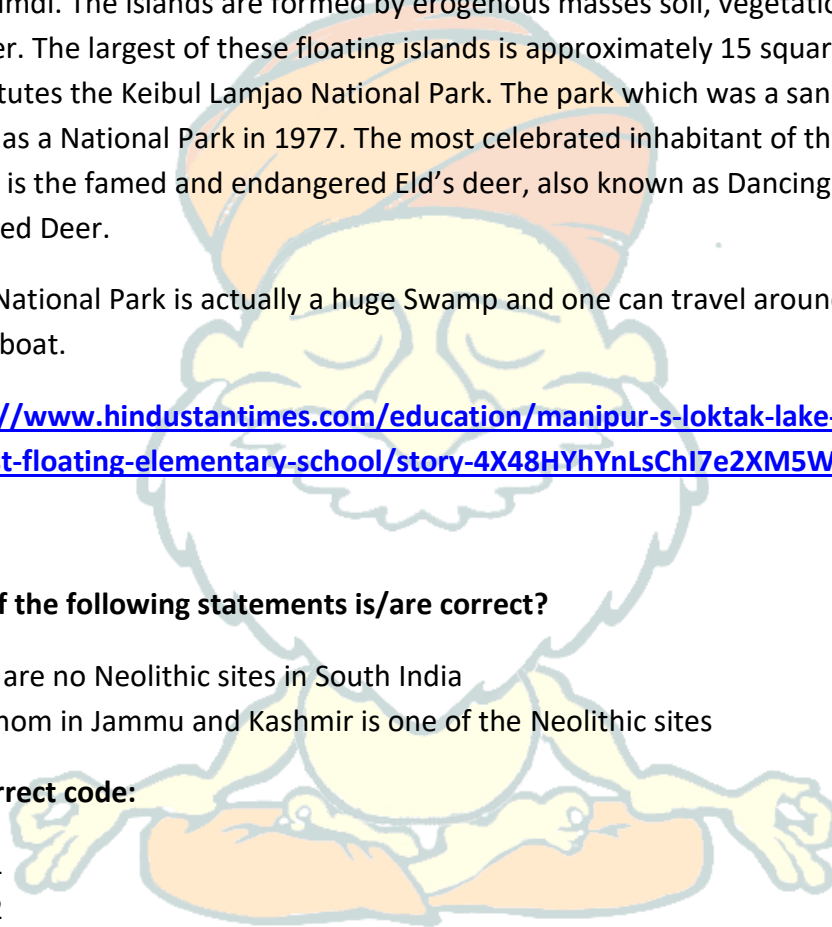 The islands are formed by erogenous masses soil, vegetatio
er. The largest of these floating islands is approximately 15 squar
tutes the Keibul Lamjao National Park. The park which was a san
as a National Park in 1977. The most celebrated inhabitant of th
is the famed and endangered Eld's deer, also known as Dancing
ed Deer.
National Park is actually a huge Swamp and one can travel around
boat.
//www.hindustantimes.com/education/manipur-s-loktak-lake-
st-floating-elementary-school/story-4X48HYhYnLsChI7e2XM5W
f the following statements is/are correct?
are no Neolithic sites in South India
hom in Jammu and Kashmir is one of the Neolithic sites
rrect code:
2